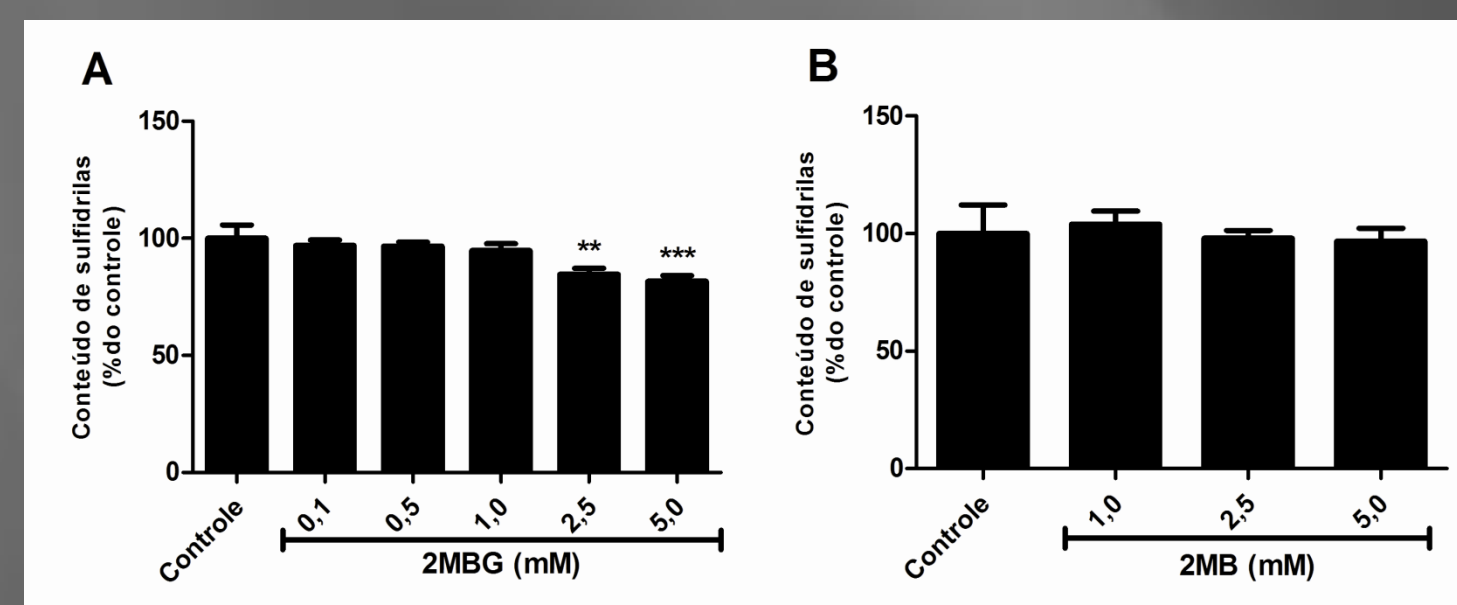 A
Conteúdo de sulfidrilas
(%do controle)
150
100
50
0
**
***
Controle
0,1
0,5
1,0
2,5
5,0
2MBG (mM)
B
Conteúdo de sulfidrilas
(%do controle)
150
100
50
0
Controle
1,0
2,5
5,0
2MB (mM)